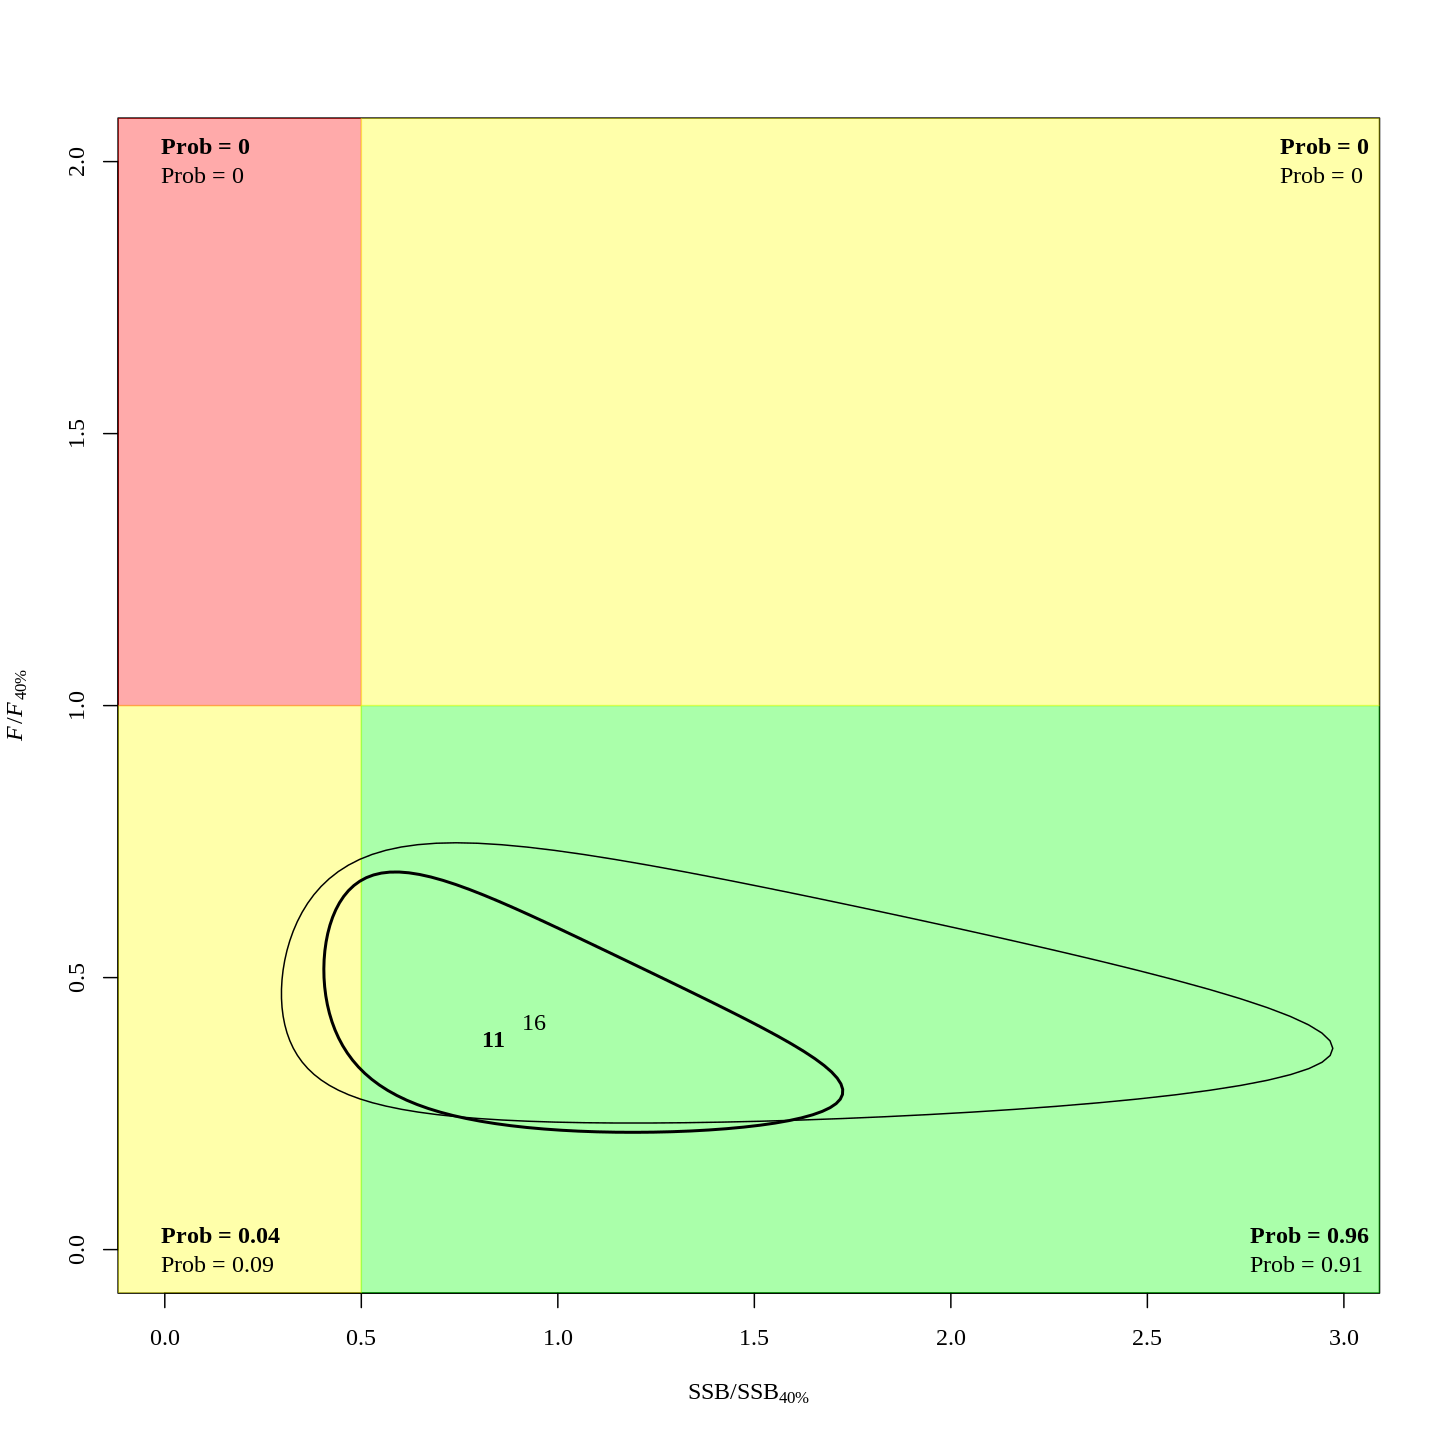 Prob = 0
Prob = 0
Prob = 0
Prob = 0
2.0
1.5
1.0
0.5
0.0
F/F 40%
16
11
Prob = 0.04
Prob = 0.09
Prob = 0.96
Prob = 0.91
0.0 0.5 1.0 1.5 2.0 2.5 3.0
SSB/SSB40%